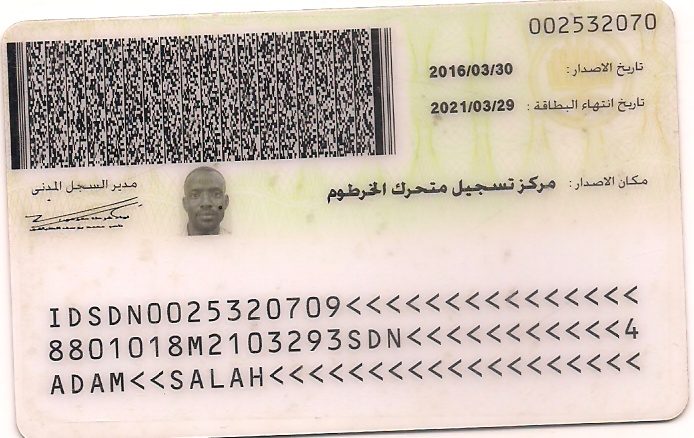 002532070
تاريخ الاصدار: 2016/03/30
تاريخ انتهاء البطاقة : 2021/03/29
مكان الاصدار: مركز تسجيل متحرك الخرطوم
مدير السجل المدنى
IDSDN0025320709<<<<<<<<<<<<<<<
8801018M2103293SDN<<<<<<<<<<<4
ADAM<<SALAH<<<<<<<<<<<<<<<<<<<